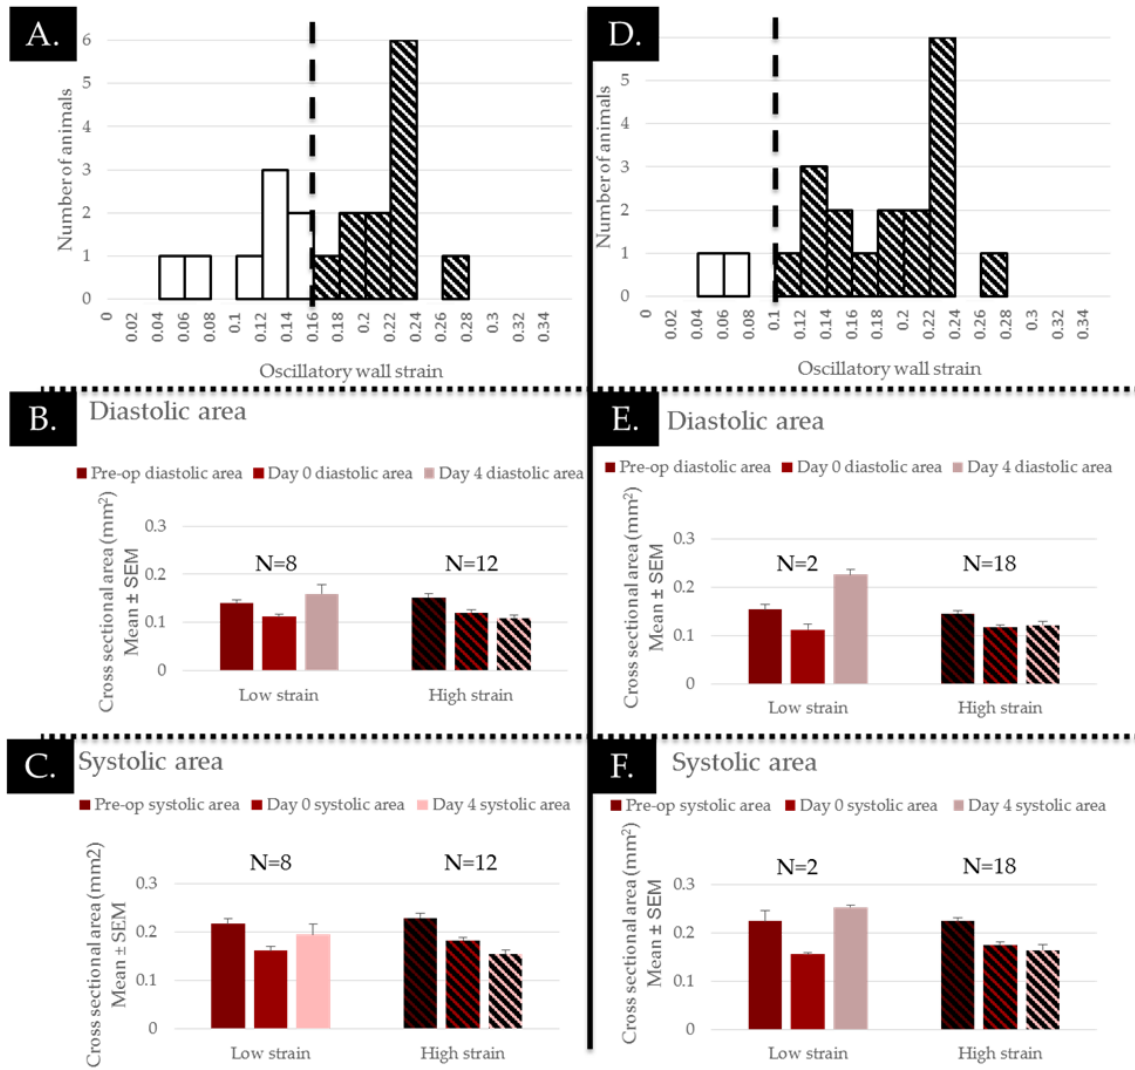 A.
Number of animals
6
5
4
3
2
1
0
0
0.02
0.04
0.06
0.08
0.1
0.12
0.14
0.16
0.18
0.2
0.22
0.24
0.26
0.28
0.3
0.32
0.34
Oscillatory wall strain
D.
Number of animals
5
4
3
2
1
0
0
0.02
0.04
0.06
0.08
0.1
0.12
0.14
0.16
0.18
0.2
0.22
0.24
0.26
0.28
0.3
0.32
0.34
Oscillatory wall strain
B.
Diastolic area
Pre-op diastolic area Day 0 diastolic area Day 4 diastolic area
Cross sectional area (mm²)
Mean ± SEM
0.3
0.2
0.1
0
N=8 N=12
Low strain High strain
E.
Diastolic area
Pre-op diastolic area Day 0 diastolic area Day 4 diastolic area
Cross sectional area (mm²)
Mean ± SEM
0.3
0.2
0.1
0
N=2 N=18
Low strain High strain
C.
Systolic area
Pre-op systolic area Day 0 systolic area Day 4 systolic area
Cross sectional area (mm2)
Mean ± SEM
0.3
0.2
0.1
0
N=8 N=12
Low strain High strain
F.
Systolic area
Pre-op systolic area Day 0 systolic area Day 4 systolic area
Cross sectional area (mm²)
Mean ± SEM
0.3
0.2
0.1
0
N=2 N=18
Low strain High strain